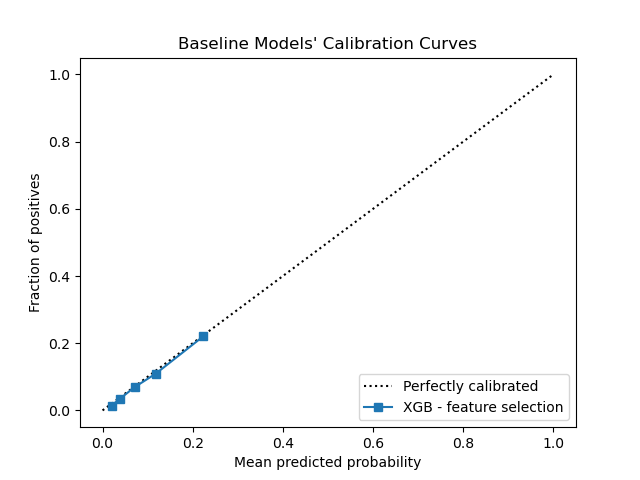 Baseline Models' Calibration Curves
Fraction of positives
1.0
0.8
0.6
0.4
0.2
0.0
0.0 0.2 0.4 0.6 0.8 1.0
Mean predicted probability
Perfectly calibrated
XGB - feature selection